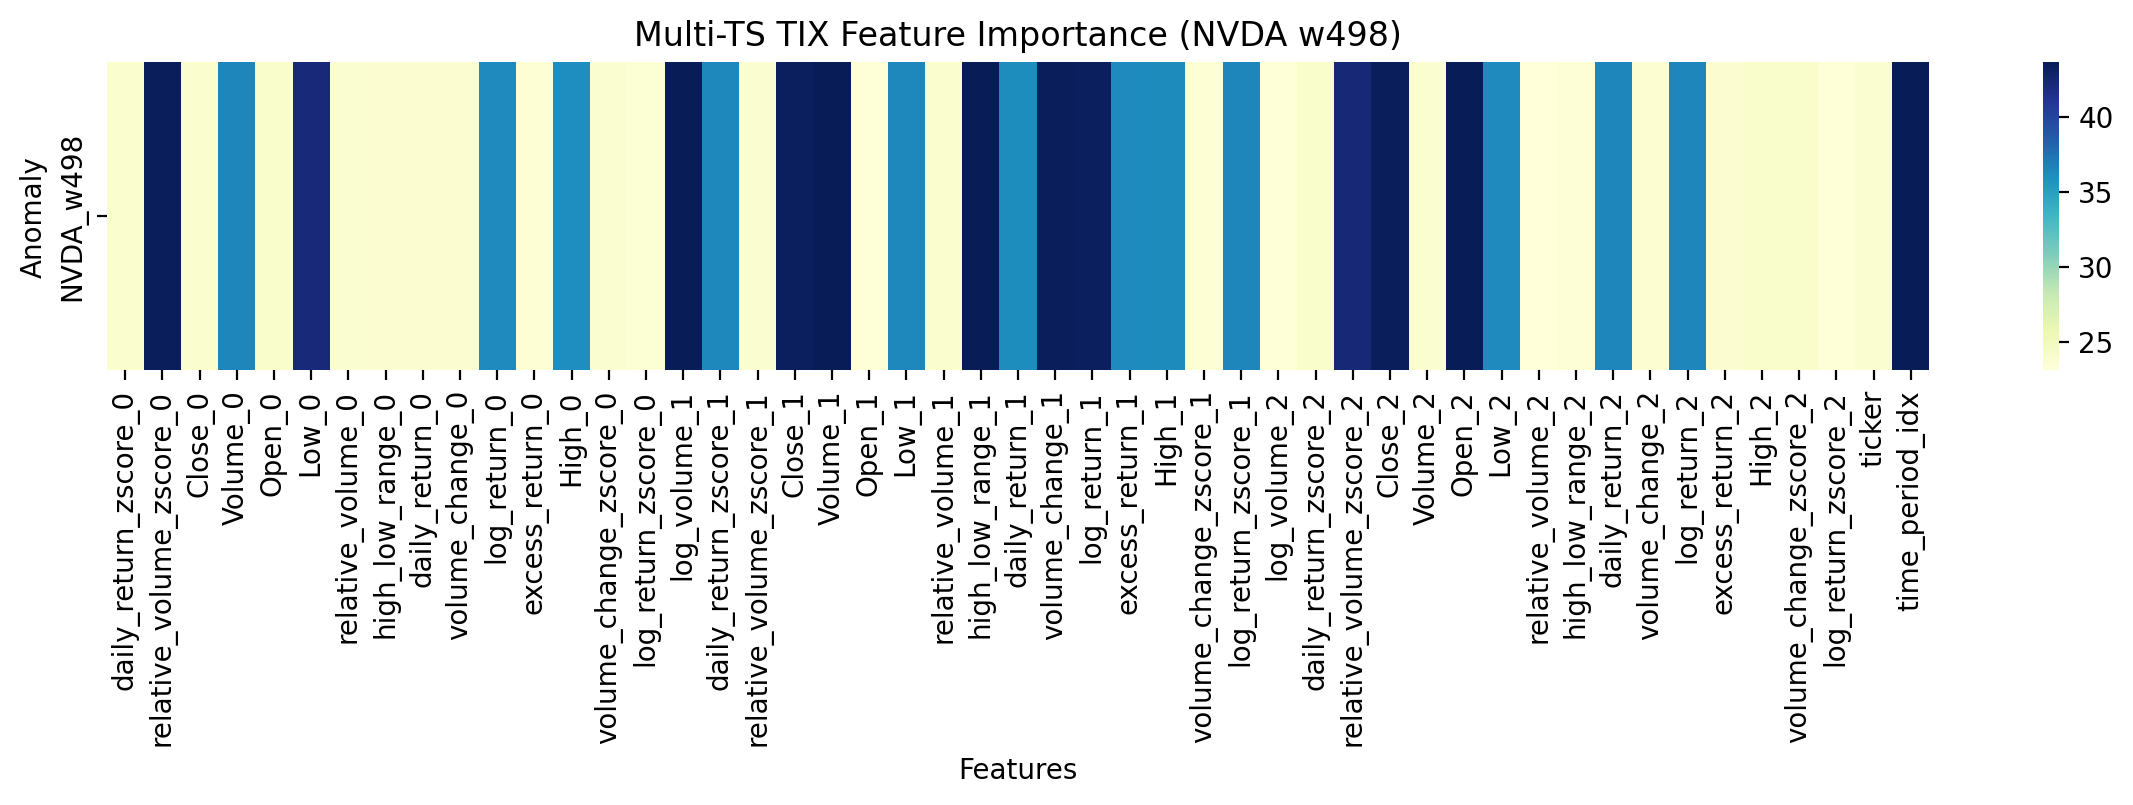 Multi-TS TIX Feature Importance (NVDA w498)
Anomaly
NVDA_w498
40
35
30
25
daily_return_zscore_0
relative_volume_zscore_0
Close_0
Volume_0
Open_0
Low_0
relative_volume_0
high_low_range_0
daily_return_0
volume_change_0
log_return_0
excess_return_0
High_0
volume_change_zscore_0
log_return_zscore_0
log_volume_1
daily_return_zscore_1
relative_volume_zscore_1
Close_1
Volume_1
Open_1
Low_1
relative_volume_1
high_low_range_1
daily_return_1
volume_change_1
log_return_1
excess_return_1
High_1
volume_change_zscore_1
log_return_zscore_1
log_volume_2
daily_return_zscore_2
relative_volume_zscore_2
Close_2
Volume_2
Open_2
Low_2
relative_volume_2
high_low_range_2
daily_return_2
volume_change_2
log_return_2
excess_return_2
High_2
volume_change_zscore_2
log_return_zscore_2
ticker
time_period_idx
Features